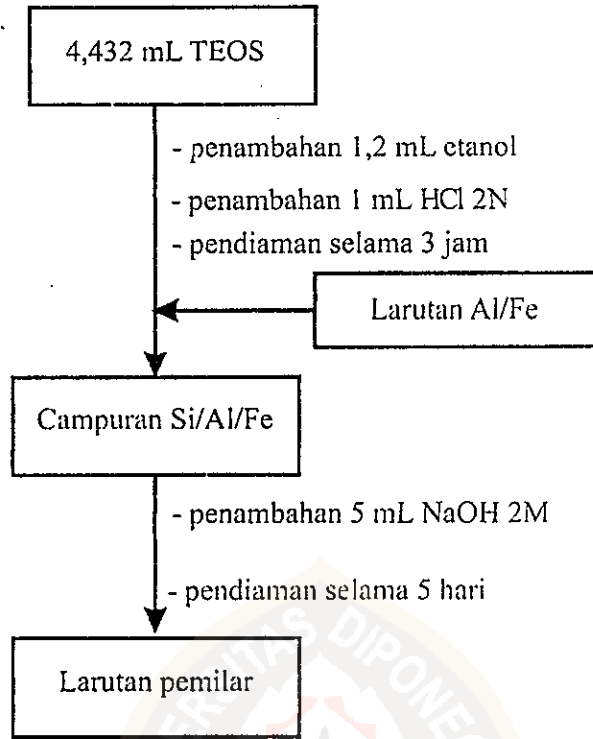 4,432 mL TEOS
- penambahan 1,2 mL etanol
- penambahan 1 mL HCl 2N
- pendiaman selama 3 jam
Larutan Al/Fe
Campuran Si/Al/Fe
- penambahan 5 mL NaOH 2M
- pendiaman selama 5 hari
Larutan pemilar